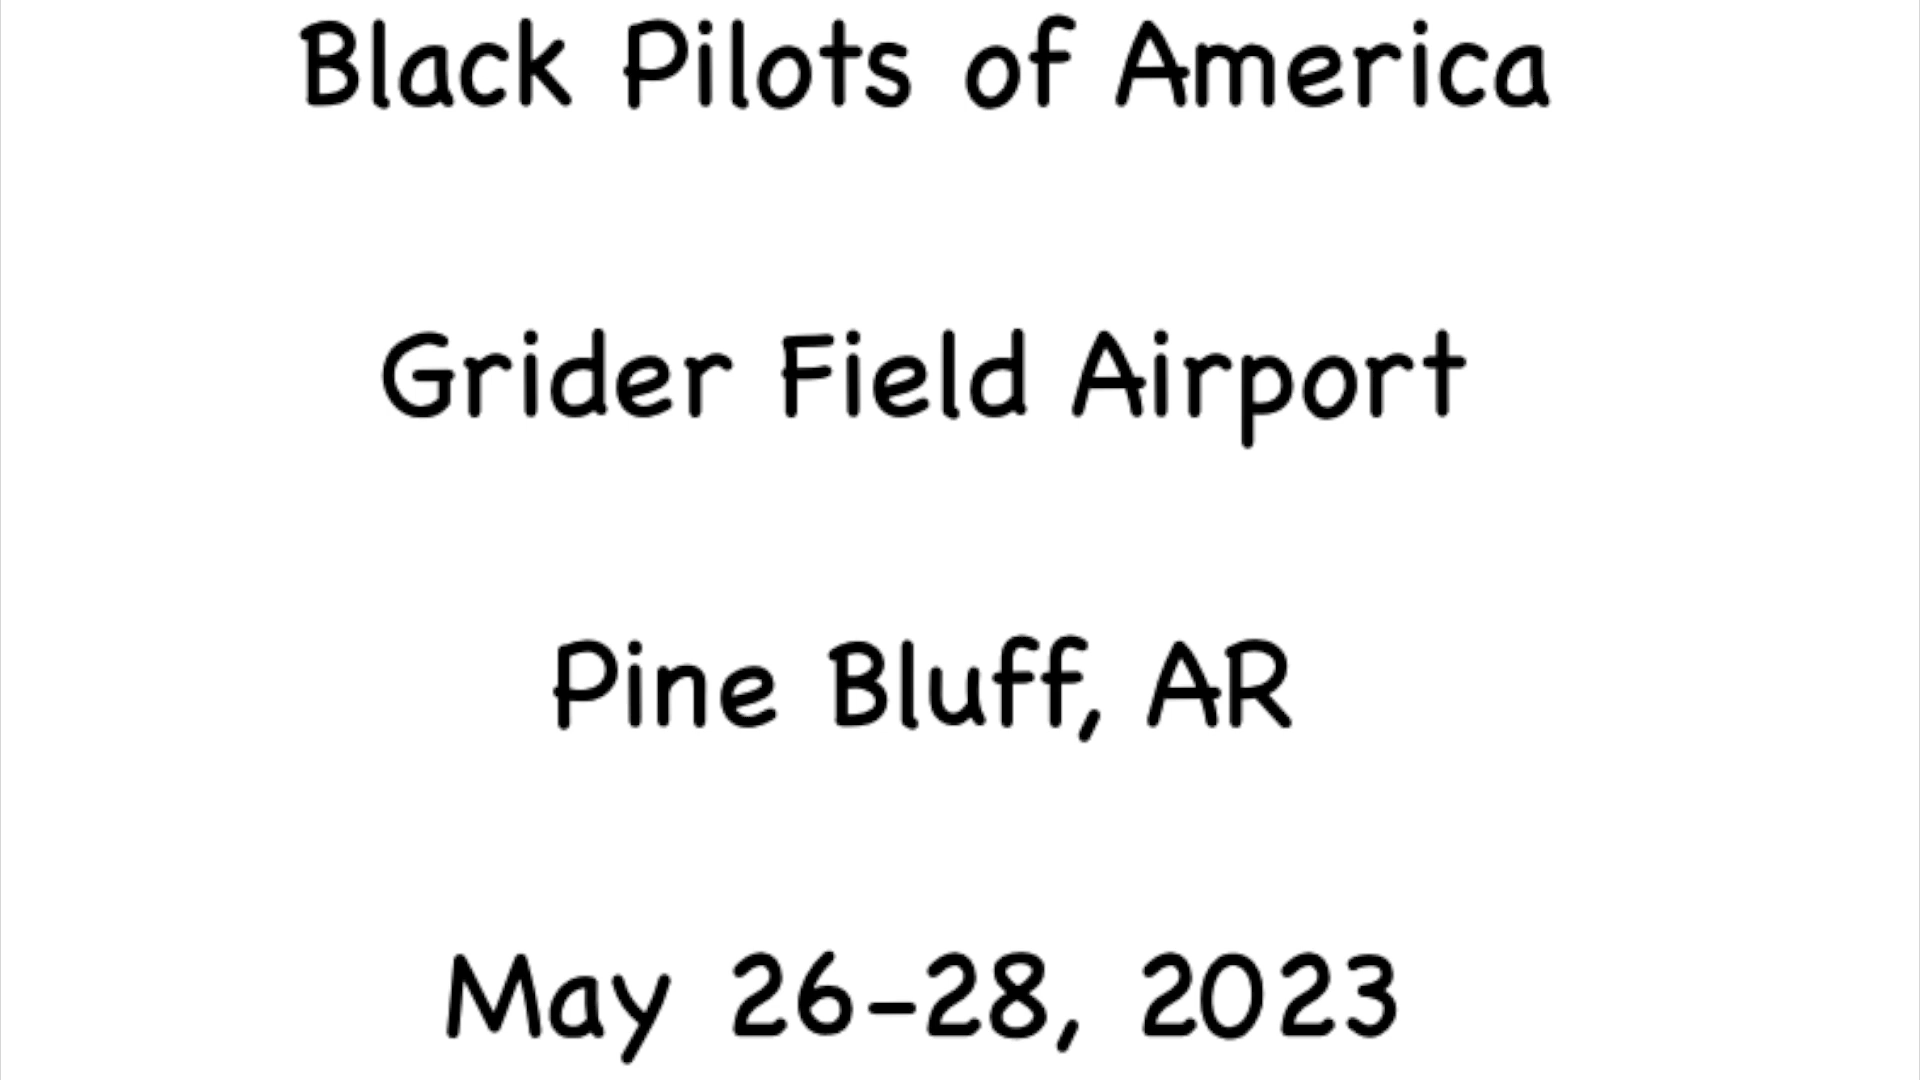 Black Pilots of America
Grider Field Airport
Pine Bluff, AR
May 26-28, 2023